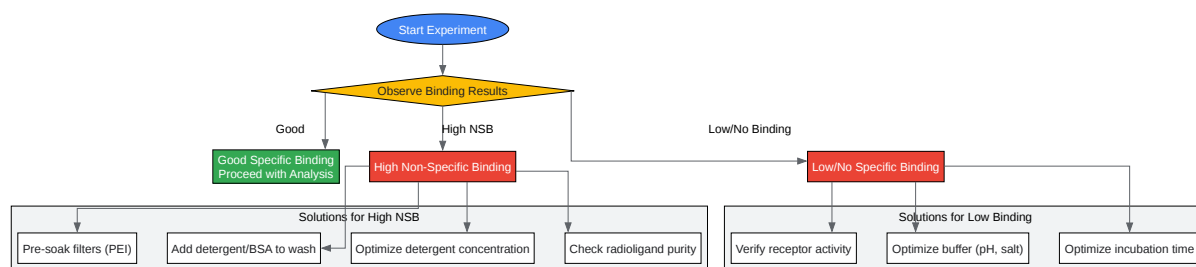 Start Experiment
Observe Binding Results
Good
High NSB
Low/No Binding
Good Specific Binding
Proceed with Analysis
High Non-Specific Binding
Low/No Specific Binding
Solutions for High NSB
Solutions for Low Binding
Pre-soak filters (PEI)
Add detergent/BSA to wash
Optimize detergent concentration
Check radioligand purity
Verify receptor activity
Optimize buffer (pH, salt)
Optimize incubation time